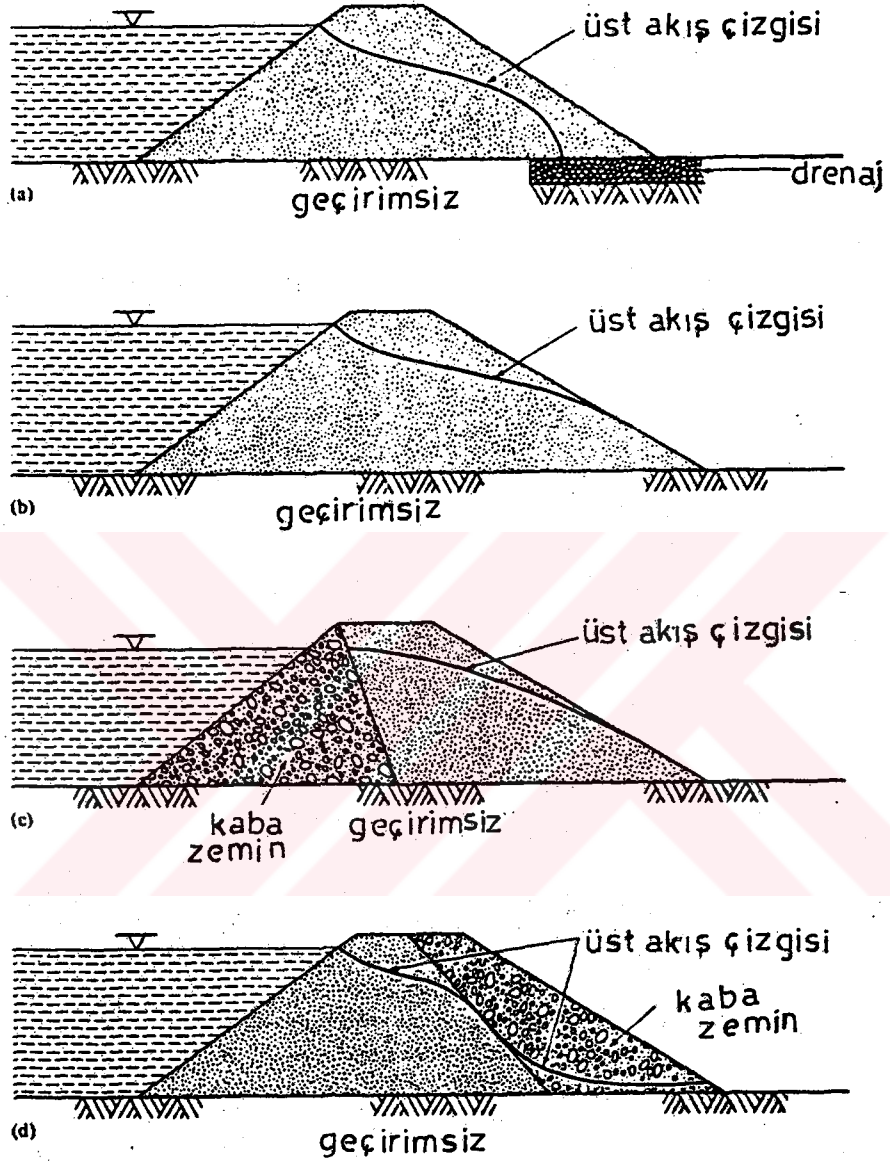 üst akış çizgisi
drenaj
(a)
geçirimsiz
üst akış çizgisi
(b)
geçirimsiz
üst akış çizgisi
(c)
kaba
zemin
geçirimsiz
üst akış çizgisi
kaba
zemin
(d)
geçirimsiz